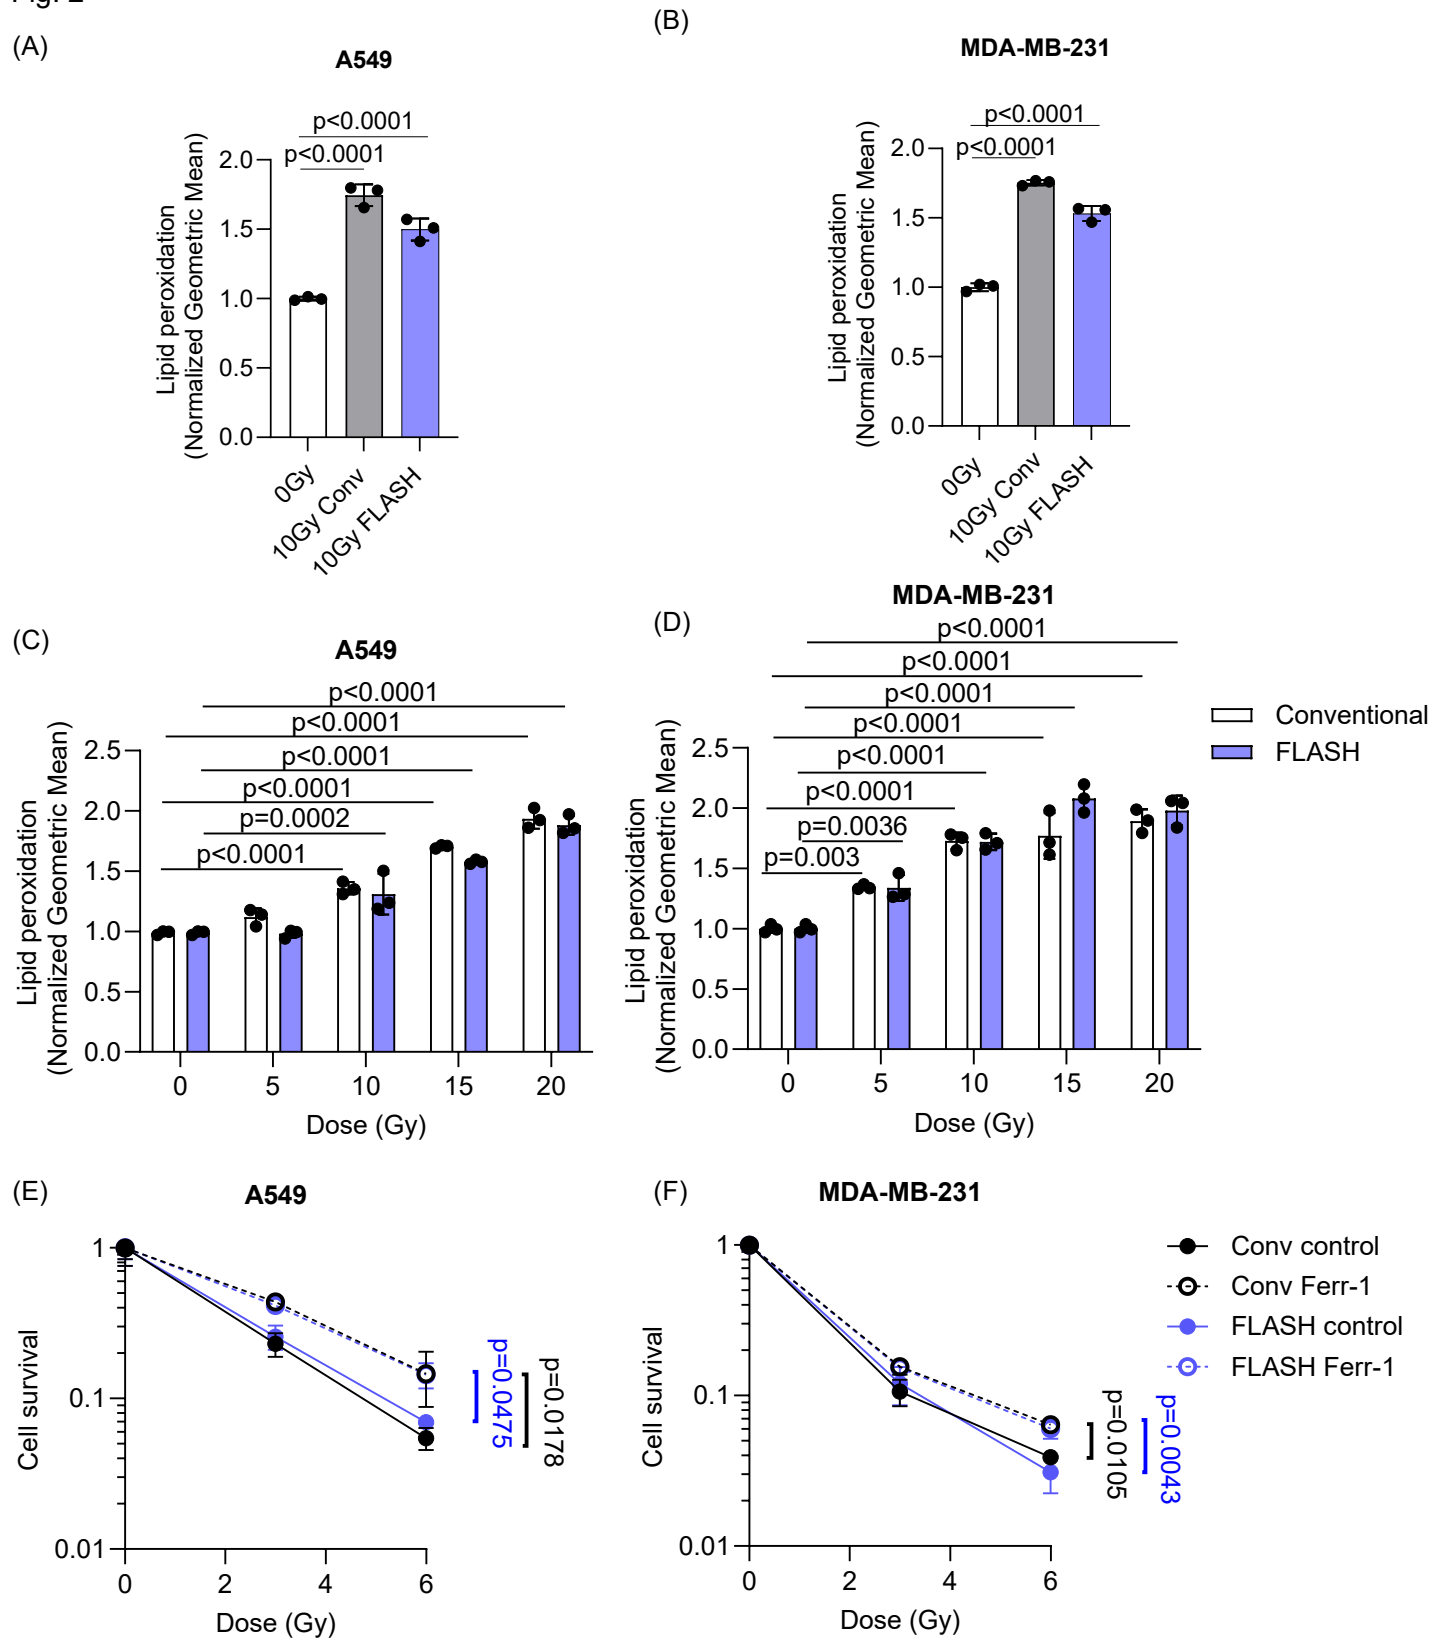 (A)
A549
p<0.0001
p<0.0001
Lipid peroxidation
(Normalized Geometric Mean)
2.0
1.5
1.0
0.5
0.0
0Gy
10Gy Conv
10Gy FLASH
(B)
MDA-MB-231
p<0.0001
p<0.0001
Lipid peroxidation
(Normalized Geometric Mean)
2.0
1.5
1.0
0.5
0.0
0Gy
10Gy Conv
10Gy FLASH
(C)
A549
p<0.0001
p<0.0001
p<0.0001
p<0.0001
p=0.0002
p<0.0001
Lipid peroxidation
(Normalized Geometric Mean)
2.5
2.0
1.5
1.0
0.5
0.0
0 5 10 15 20
Dose (Gy)
(D)
MDA-MB-231
p<0.0001
p<0.0001
p<0.0001
p<0.0001
p<0.0001
p<0.0001
p=0.0036
p=0.003
Lipid peroxidation
(Normalized Geometric Mean)
2.5
2.0
1.5
1.0
0.5
0.0
0 5 10 15 20
Dose (Gy)
Conventional
FLASH
(E)
A549
Cell survival
1
0.1
0.01
0 2 4 6
Dose (Gy)
p=0.0475
p=0.0178
(F)
MDA-MB-231
Cell survival
1
0.1
0.01
0 2 4 6
Dose (Gy)
p=0.0105
p=0.0043
Conv control
Conv Ferr-1
FLASH control
FLASH Ferr-1